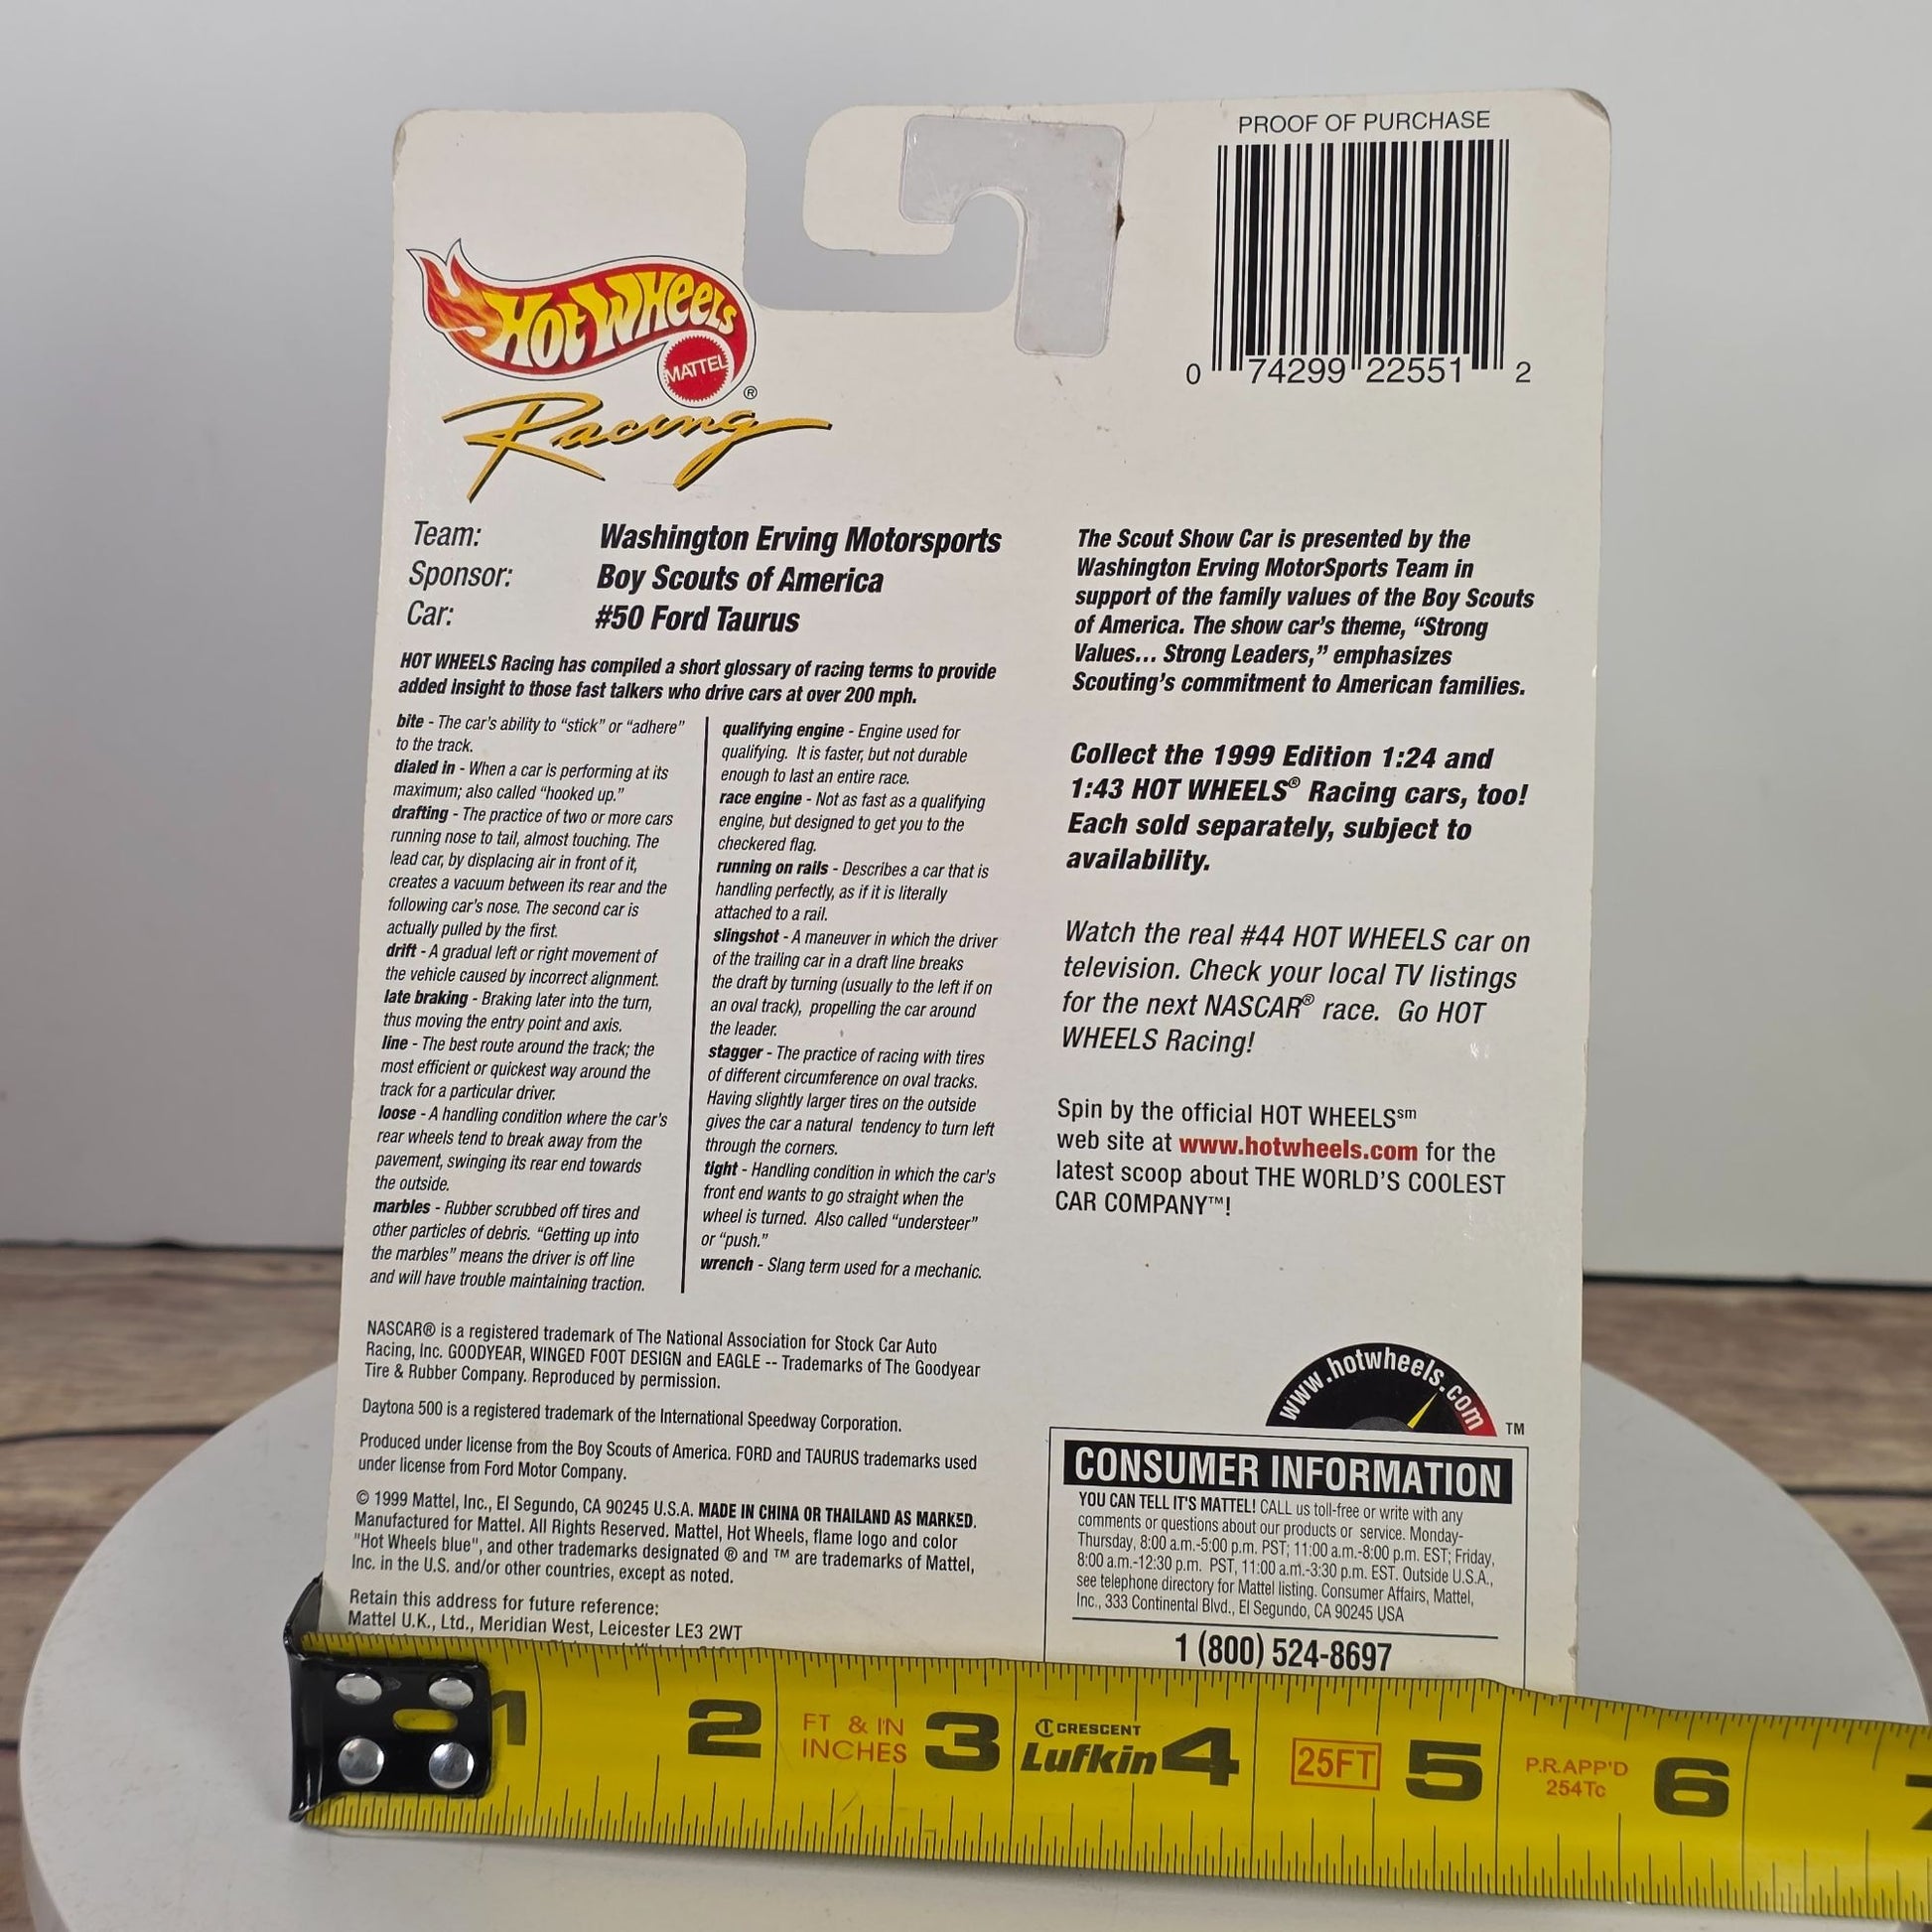 PROOF OF PURCHASE
0 74299 22551 2
Hot Wheels
MATTEL
®
Racing
Team: Washington Erving Motorsports
Sponsor: Boy Scouts of America
Car: #50 Ford Taurus
HOT WHEELS Racing has compiled a short glossary of racing terms to provide
added insight to those fast talkers who drive cars at over 200 mph.
bite - The car's ability to “stick” or “adhere”
to the track.
dialed in - When a car is performing at its
maximum; also called “hooked up.”
drafting - The practice of two or more cars
running nose to tail, almost touching. The
lead car, by displacing air in front of it,
creates a vacuum between its rear and the
following car's nose. The second car is
actually pulled by the first.
drift - A gradual left or right movement of
the vehicle caused by incorrect alignment.
late braking - Braking later into the turn,
thus moving the entry point and axis.
line - The best route around the track; the
most efficient or quickest way around the
track for a particular driver.
loose - A handling condition where the car's
rear wheels tend to break away from the
pavement, swinging its rear end towards
the outside.
marbles - Rubber scrubbed off tires and
other particles of debris. “Getting up into
the marbles” means the driver is off line
and will have trouble maintaining traction.
qualifying engine - Engine used for
qualifying. It is faster, but not durable
enough to last an entire race.
race engine - Not as fast as a qualifying
engine, but designed to get you to the
checkered flag.
running on rails - Describes a car that is
handling perfectly, as if it is literally
attached to a rail.
slingshot - A maneuver in which the driver
of the trailing car in a draft line breaks
the draft by turning (usually to the left if on
an oval track), propelling the car around
the leader.
stagger - The practice of racing with tires
of different circumference on oval tracks.
Having slightly larger tires on the outside
gives the car a natural tendency to turn left
through the corners.
tight - Handling condition in which the car's
front end wants to go straight when the
wheel is turned. Also called “understeer”
or “push.”
wrench - Slang term used for a mechanic.
The Scout Show Car is presented by the
Washington Erving MotorSports Team in
support of the family values of the Boy Scouts
of America. The show car's theme, “Strong
Values... Strong Leaders,” emphasizes
Scouting's commitment to American families.
Collect the 1999 Edition 1:24 and
1:43 HOT WHEELS® Racing cars, too!
Each sold separately, subject to
availability.
Watch the real #44 HOT WHEELS car on
television. Check your local TV listings
for the next NASCAR® race. Go HOT
WHEELS Racing!
Spin by the official HOT WHEELS℠
web site at www.hotwheels.com for the
latest scoop about THE WORLD'S COOLEST
CAR COMPANY™!
NASCAR® is a registered trademark of The National Association for Stock Car Auto
Racing, Inc. GOODYEAR, WINGED FOOT DESIGN and EAGLE -- Trademarks of The Goodyear
Tire & Rubber Company. Reproduced by permission.
Daytona 500 is a registered trademark of the International Speedway Corporation.
Produced under license from the Boy Scouts of America. FORD and TAURUS trademarks used
under license from Ford Motor Company.
© 1999 Mattel, Inc., El Segundo, CA 90245 U.S.A. MADE IN CHINA OR THAILAND AS MARKED.
Manufactured for Mattel. All Rights Reserved. Mattel, Hot Wheels, flame logo and color
"Hot Wheels blue", and other trademarks designated ® and ™ are trademarks of Mattel,
Inc. in the U.S. and/or other countries, except as noted.
Retain this address for future reference:
Mattel U.K., Ltd., Meridian West, Leicester LE3 2WT
www.hotwheels.com
TM
CONSUMER INFORMATION
YOU CAN TELL IT'S MATTEL! CALL us toll-free or write with any
comments or questions about our products or service. Monday-
Thursday, 8:00 a.m.-5:00 p.m. PST; 11:00 a.m.-8:00 p.m. EST; Friday,
8:00 a.m.-12:30 p.m. PST, 11:00 a.m.-3:30 p.m. EST. Outside U.S.A.,
see telephone directory for Mattel listing. Consumer Affairs, Mattel,
Inc., 333 Continental Blvd., El Segundo, CA 90245 USA
1 (800) 524-8697
1 2 FT & IN 3 CRESCENT 4 25FT 5 P.R.APP'D 6 7
INCHES Lufkin 254Tc